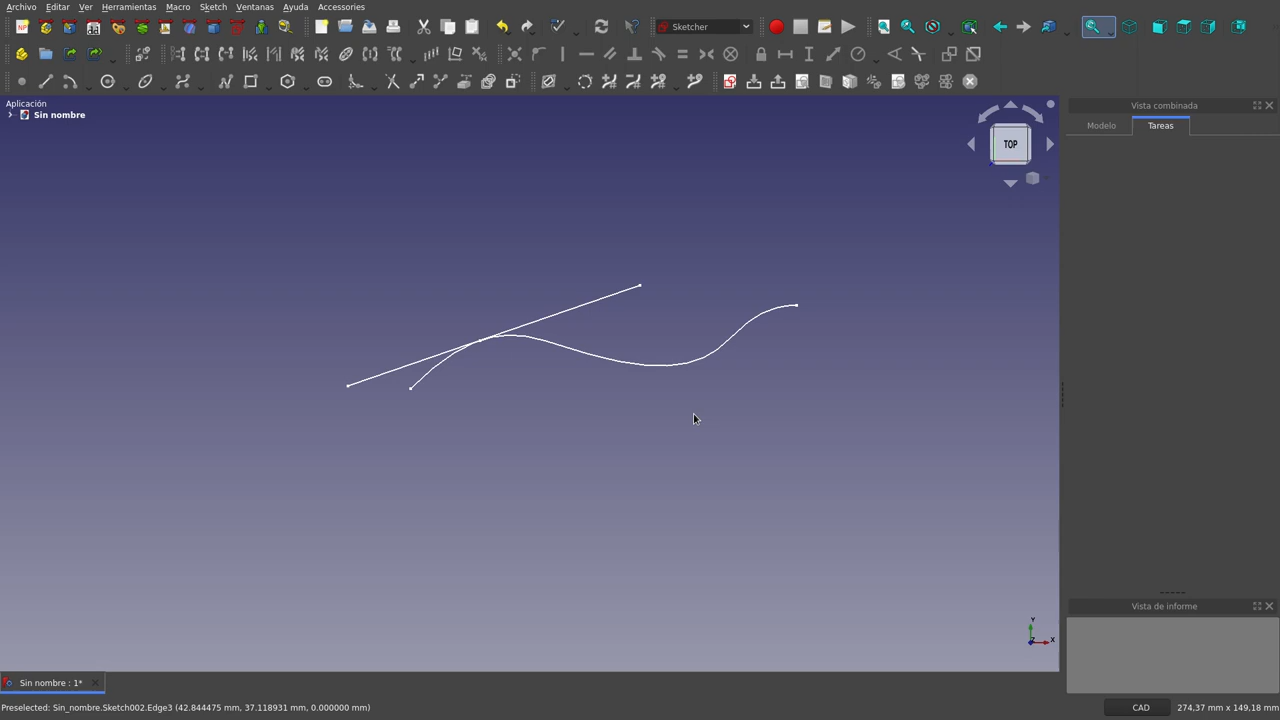 Archivo Editar Ver Herramientas Macro Sketch Ventanas Ayuda Accessories
Sketcher
Aplicación
Sin nombre
TOP
Vista combinada
Modelo Tareas
Y
Z
X
Vista de informe
Sin nombre : 1*
Preselected: Sin_nombre.Sketch002.Edge3 (42.844475 mm, 37.118931 mm, 0.000000 mm)
CAD
274,37 mm x 149,18 mm